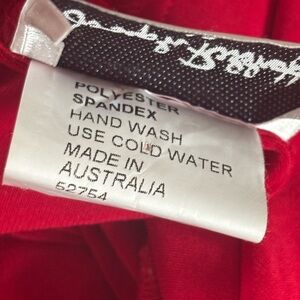 POLYESTER
SPANDEX
HAND WASH
USE COLD WATER
MADE IN
AUSTRALIA
52754